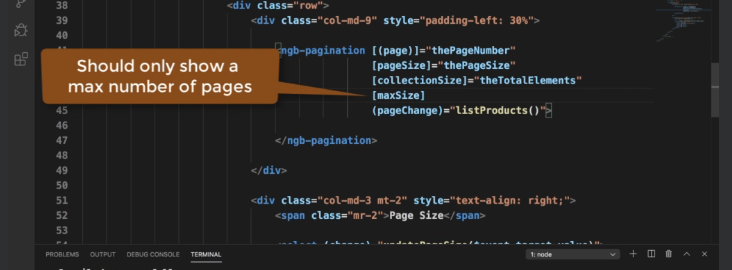 38 <div class="row">
39 <div class="col-md-9" style="padding-left: 30%">
40
<ngb-pagination [(page)]="thePageNumber"
[pageSize]="thePageSize"
[collectionSize]="theTotalElements"
[maxSize]
45 (pageChange)="listProducts()">
46
47 </ngb-pagination>
48
49 </div>
50
51 <div class="col-md-3 mt-2" style="text-align: right;">
52 <span class="mr-2">Page Size</span>
53
Should only show a
max number of pages
PROBLEMS OUTPUT DEBUG CONSOLE TERMINAL 1: node